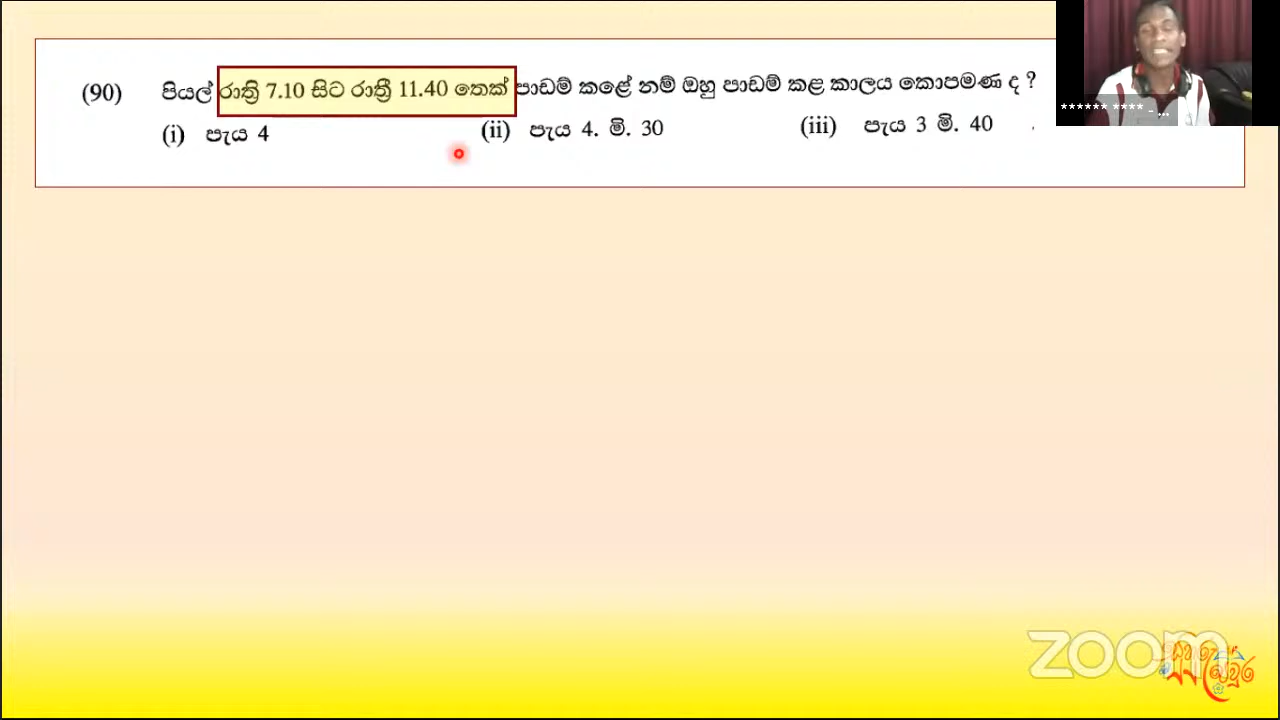 (90) පියල් රාත්‍රී 7.10 සිට රාත්‍රී 11.40 තෙක් පාඩම් කළේ නම් ඔහු පාඩම් කළ කාලය කොපමණ ද ?
(i) පැය 4 (ii) පැය 4. මි. 30 (iii) පැය 3 මි. 40
****** **** - ...
zoom